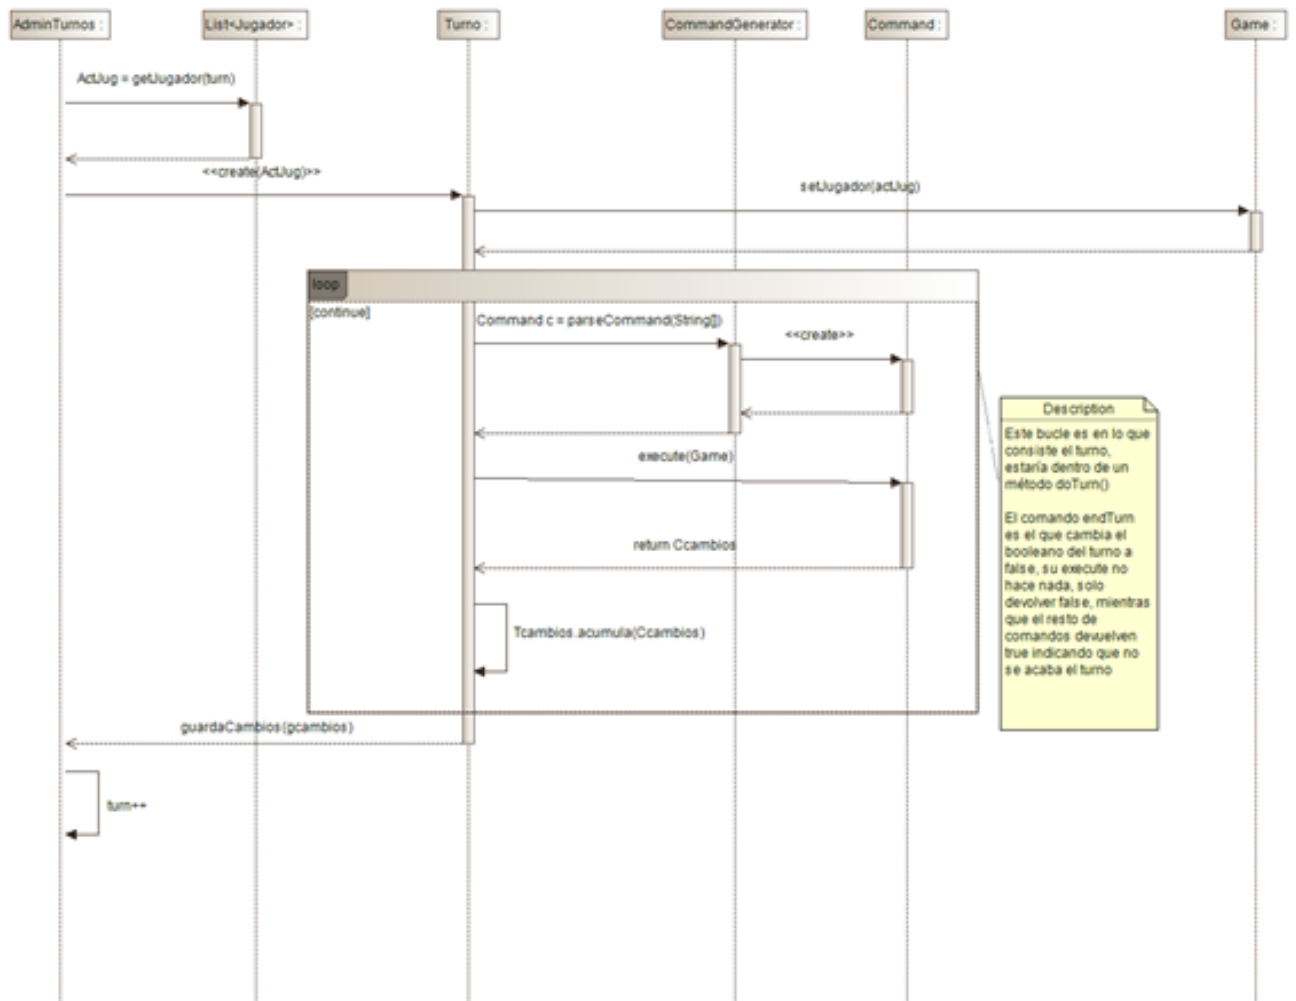 AdminTurnos :
List<Jugador> :
Turno :
CommandGenerator :
Command :
Game :
ActJug = getJugador(turn)
<<create(ActJug)>>
setJugador(actJug)
loop
[continue]
Command c = parseCommand(String[])
<<create>>
execute(Game)
return Ccambios
Tcambios.acumula(Ccambios)
guardaCambios(gcambios)
turn++
Description
Este bucle es en lo que
consiste el turno,
estaría dentro de un
método doTurn()
El comando endTurn
es el que cambia el
booleano del turno a
false, su execute no
hace nada, solo
devolver false, mientras
que el resto de
comandos devuelven
true indicando que no
se acaba el turno